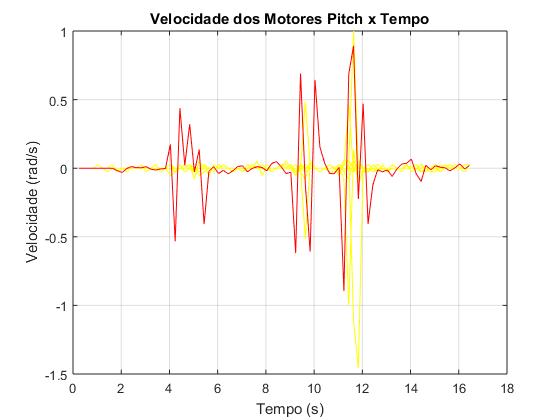 Velocidade dos Motores Pitch x Tempo
1
0.5
0
-0.5
-1
-1.5
Velocidade (rad/s)
0 2 4 6 8 10 12 14 16 18
Tempo (s)